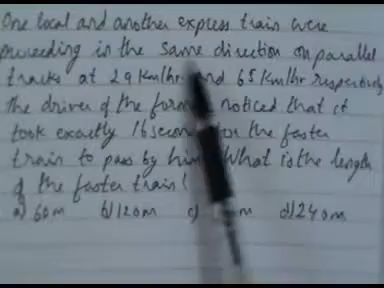 One local and another express train were
proceeding in the same direction on parallel
tracks at 29 km/hr and 65 km/hr respectively
the driver of the former noticed that it
took exactly 16 seconds for the faster
train to pass by him. What is the length
of the faster train?
a) 60m b) 120m c) m d) 240m